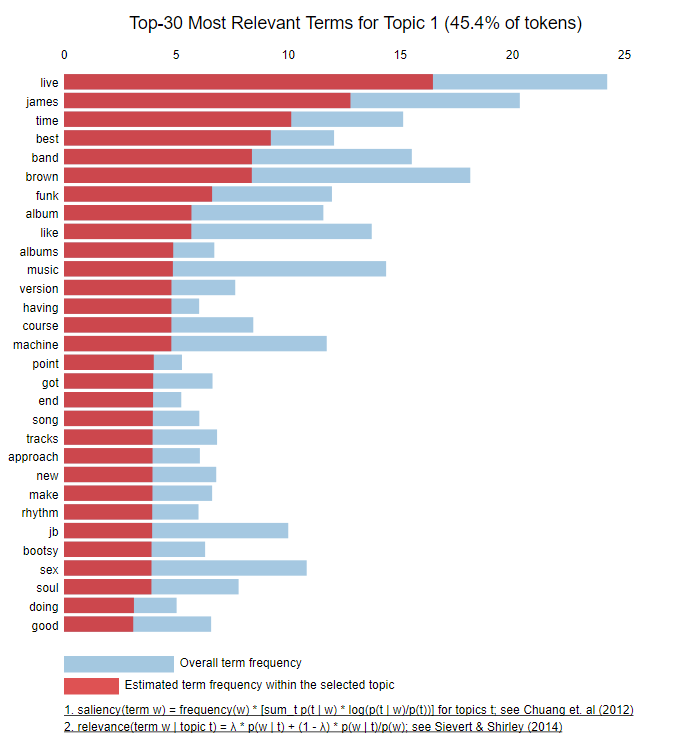 Top-30 Most Relevant Terms for Topic 1 (45.4% of tokens)
0 5 10 15 20 25
live
james
time
best
band
brown
funk
album
like
albums
music
version
having
course
machine
point
got
end
song
tracks
approach
new
make
rhythm
jb
bootsy
sex
soul
doing
good
Overall term frequency
Estimated term frequency within the selected topic
1. saliency(term w) = frequency(w) * [sum_t p(t | w) * log(p(t | w)/p(t))] for topics t; see Chuang et. al (2012)
2. relevance(term w | topic t) = λ * p(w | t) + (1 - λ) * p(w | t)/p(w); see Sievert & Shirley (2014)